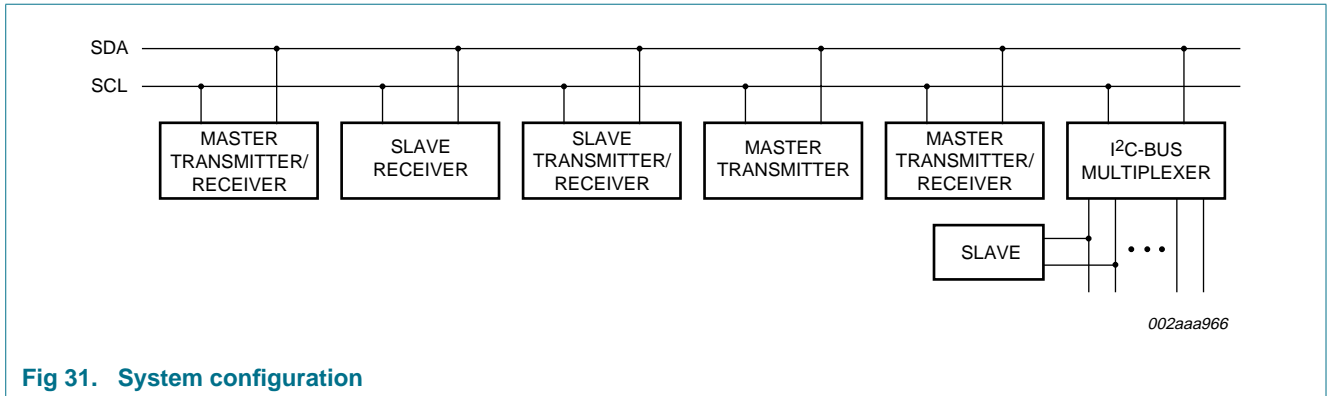 SDA
SCL
MASTER
TRANSMITTER/
RECEIVER
SLAVE
RECEIVER
SLAVE
TRANSMITTER/
RECEIVER
MASTER
TRANSMITTER
MASTER
TRANSMITTER/
RECEIVER
I²C-BUS
MULTIPLEXER
SLAVE
002aaa966
Fig 31. System configuration